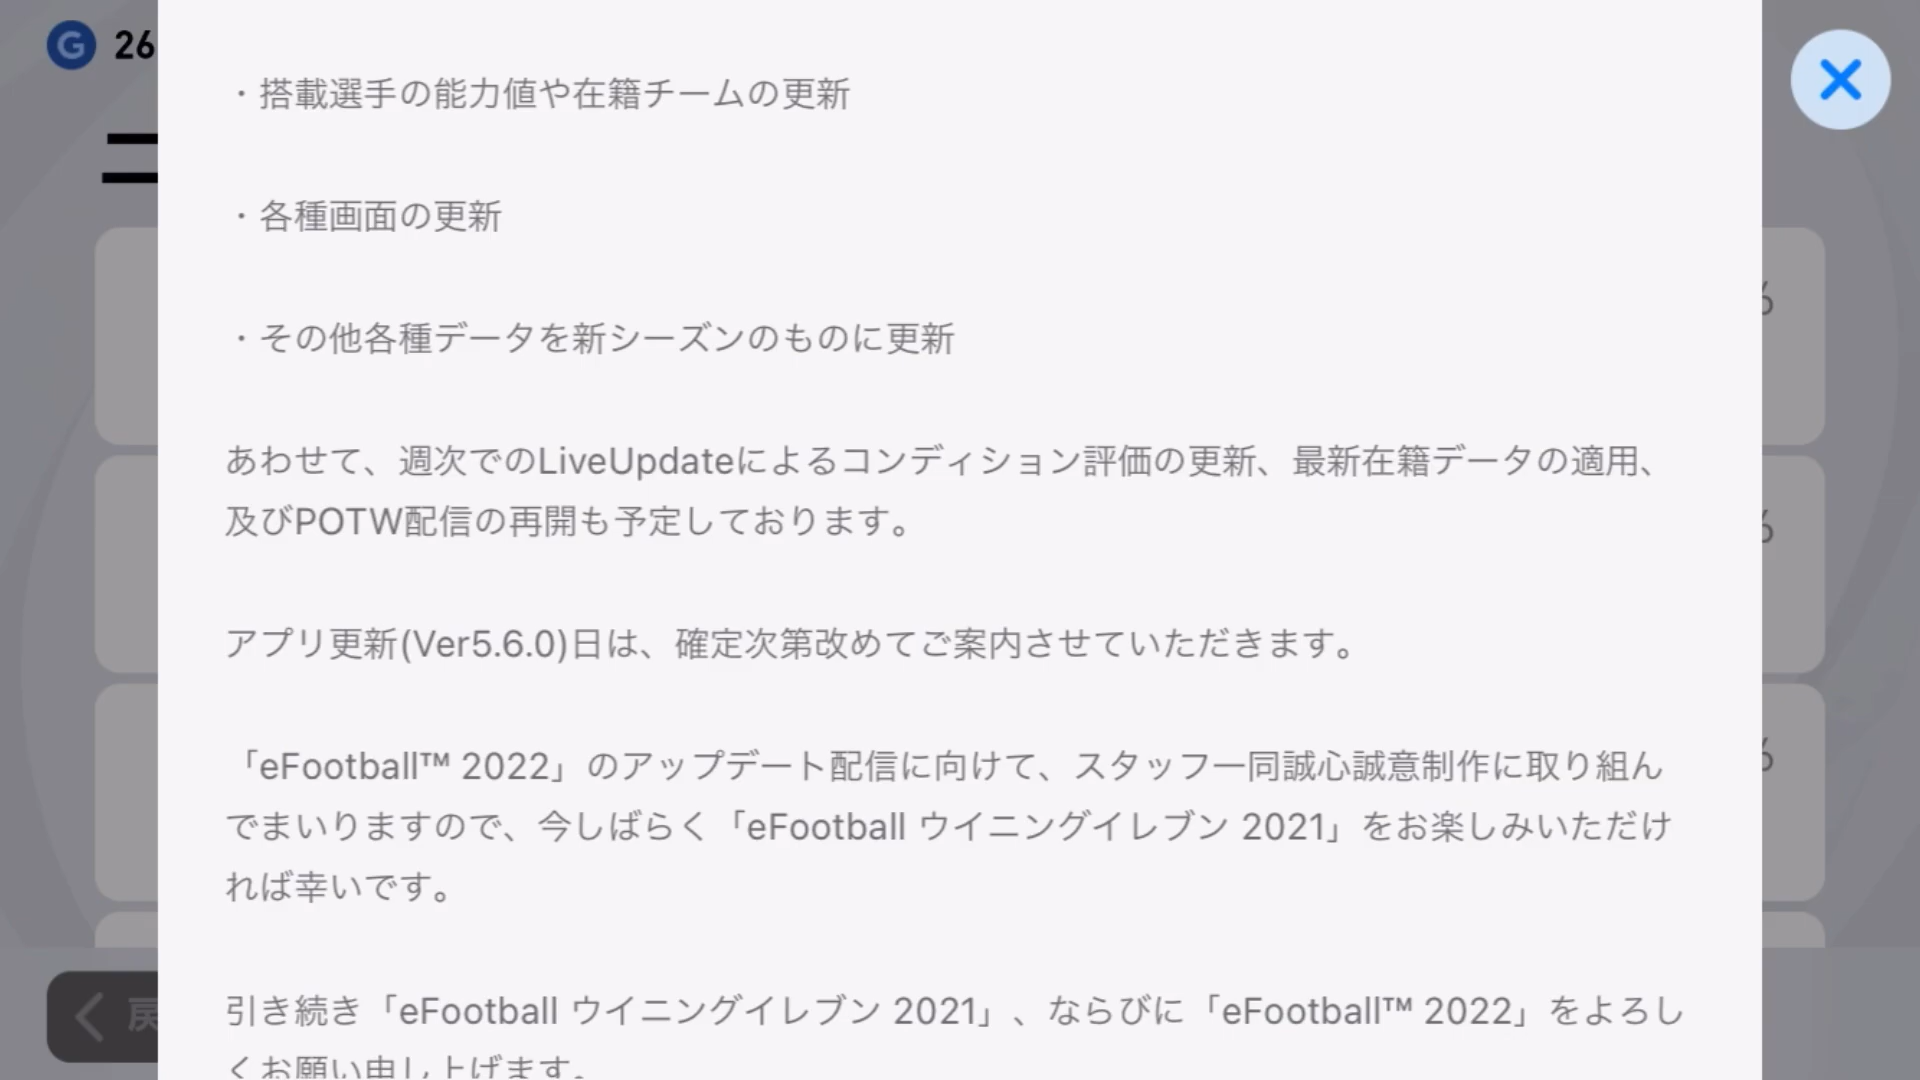 G 26
・搭載選手の能力値や在籍チームの更新
・各種画面の更新
・その他各種データを新シーズンのものに更新
あわせて、週次でのLiveUpdateによるコンディション評価の更新、最新在籍データの適用、
及びPOTW配信の再開も予定しております。
アプリ更新(Ver5.6.0)日は、確定次第改めてご案内させていただきます。
「eFootball™ 2022」のアップデート配信に向けて、スタッフ一同誠心誠意制作に取り組ん
でまいりますので、今しばらく「eFootball ウイニングイレブン 2021」をお楽しみいただけ
れば幸いです。
引き続き「eFootball ウイニングイレブン 2021」、ならびに「eFootball™ 2022」をよろし
くお願い申し上げます。
戻